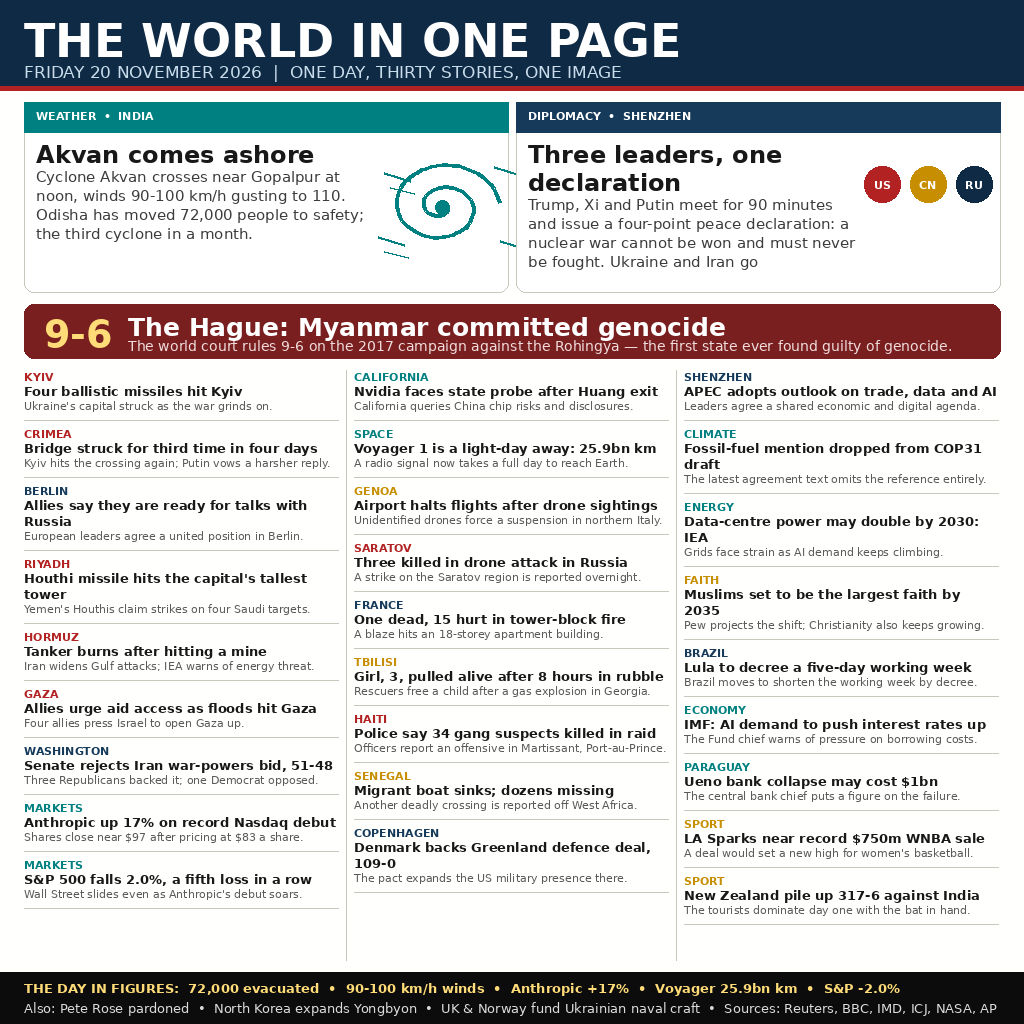 THE WORLD IN ONE PAGE
FRIDAY 20 NOVEMBER 2026 | ONE DAY, THIRTY STORIES, ONE IMAGE
WEATHER • INDIA
Akvan comes ashore
Cyclone Akvan crosses near Gopalpur at
noon, winds 90-100 km/h gusting to 110.
Odisha has moved 72,000 people to safety;
the third cyclone in a month.
DIPLOMACY • SHENZHEN
Three leaders, one
declaration
Trump, Xi and Putin meet for 90 minutes
and issue a four-point peace declaration: a
nuclear war cannot be won and must never
be fought. Ukraine and Iran go
US CN RU
9-6
The Hague: Myanmar committed genocide
The world court rules 9-6 on the 2017 campaign against the Rohingya — the first state ever found guilty of genocide.
KYIV
Four ballistic missiles hit Kyiv
Ukraine's capital struck as the war grinds on.
CRIMEA
Bridge struck for third time in four days
Kyiv hits the crossing again; Putin vows a harsher reply.
BERLIN
Allies say they are ready for talks with
Russia
European leaders agree a united position in Berlin.
RIYADH
Houthi missile hits the capital's tallest
tower
Yemen's Houthis claim strikes on four Saudi targets.
HORMUZ
Tanker burns after hitting a mine
Iran widens Gulf attacks; IEA warns of energy threat.
GAZA
Allies urge aid access as floods hit Gaza
Four allies press Israel to open Gaza up.
WASHINGTON
Senate rejects Iran war-powers bid, 51-48
Three Republicans backed it; one Democrat opposed.
MARKETS
Anthropic up 17% on record Nasdaq debut
Shares close near $97 after pricing at $83 a share.
MARKETS
S&P 500 falls 2.0%, a fifth loss in a row
Wall Street slides even as Anthropic's debut soars.
CALIFORNIA
Nvidia faces state probe after Huang exit
California queries China chip risks and disclosures.
SPACE
Voyager 1 is a light-day away: 25.9bn km
A radio signal now takes a full day to reach Earth.
GENOA
Airport halts flights after drone sightings
Unidentified drones force a suspension in northern Italy.
SARATOV
Three killed in drone attack in Russia
A strike on the Saratov region is reported overnight.
FRANCE
One dead, 15 hurt in tower-block fire
A blaze hits an 18-storey apartment building.
TBILISI
Girl, 3, pulled alive after 8 hours in rubble
Rescuers free a child after a gas explosion in Georgia.
HAITI
Police say 34 gang suspects killed in raid
Officers report an offensive in Martissant, Port-au-Prince.
SENEGAL
Migrant boat sinks; dozens missing
Another deadly crossing is reported off West Africa.
COPENHAGEN
Denmark backs Greenland defence deal,
109-0
The pact expands the US military presence there.
SHENZHEN
APEC adopts outlook on trade, data and AI
Leaders agree a shared economic and digital agenda.
CLIMATE
Fossil-fuel mention dropped from COP31
draft
The latest agreement text omits the reference entirely.
ENERGY
Data-centre power may double by 2030:
IEA
Grids face strain as AI demand keeps climbing.
FAITH
Muslims set to be the largest faith by
2035
Pew projects the shift; Christianity also keeps growing.
BRAZIL
Lula to decree a five-day working week
Brazil moves to shorten the working week by decree.
ECONOMY
IMF: AI demand to push interest rates up
The Fund chief warns of pressure on borrowing costs.
PARAGUAY
Ueno bank collapse may cost $1bn
The central bank chief puts a figure on the failure.
SPORT
LA Sparks near record $750m WNBA sale
A deal would set a new high for women's basketball.
SPORT
New Zealand pile up 317-6 against India
The tourists dominate day one with the bat in hand.
THE DAY IN FIGURES: 72,000 evacuated • 90-100 km/h winds • Anthropic +17% • Voyager 25.9bn km • S&P -2.0%
Also: Pete Rose pardoned • North Korea expands Yongbyon • UK & Norway fund Ukrainian naval craft • Sources: Reuters, BBC, IMD, ICJ, NASA, AP